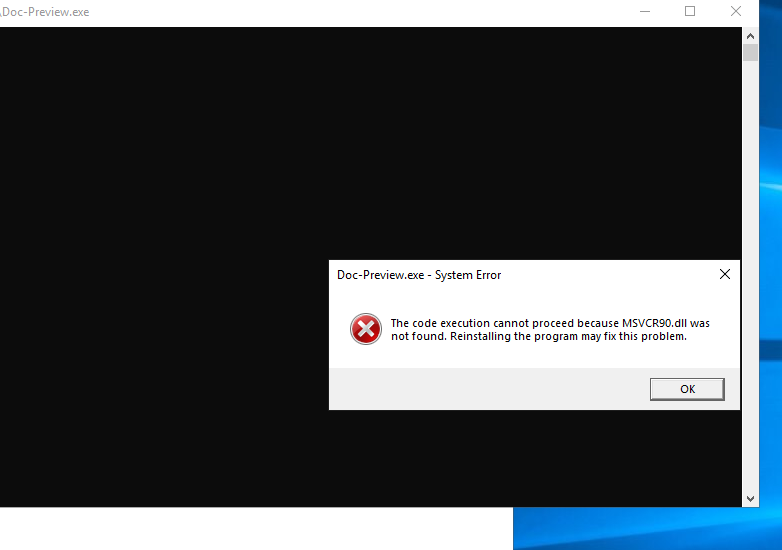 \Doc-Preview.exe
Doc-Preview.exe - System Error
The code execution cannot proceed because MSVCR90.dll was
not found. Reinstalling the program may fix this problem.
OK